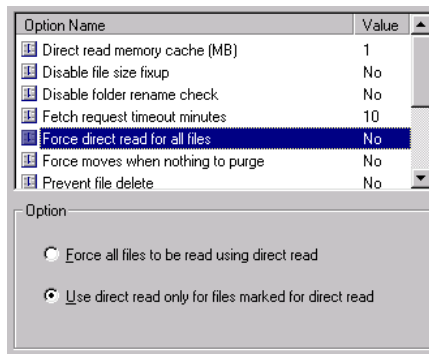 Option Name Value
Direct read memory cache (MB) 1
Disable file size fixup No
Disable folder rename check No
Fetch request timeout minutes 10
Force direct read for all files No
Force moves when nothing to purge No
Prevent file delete No
Option
Force all files to be read using direct read
Use direct read only for files marked for direct read